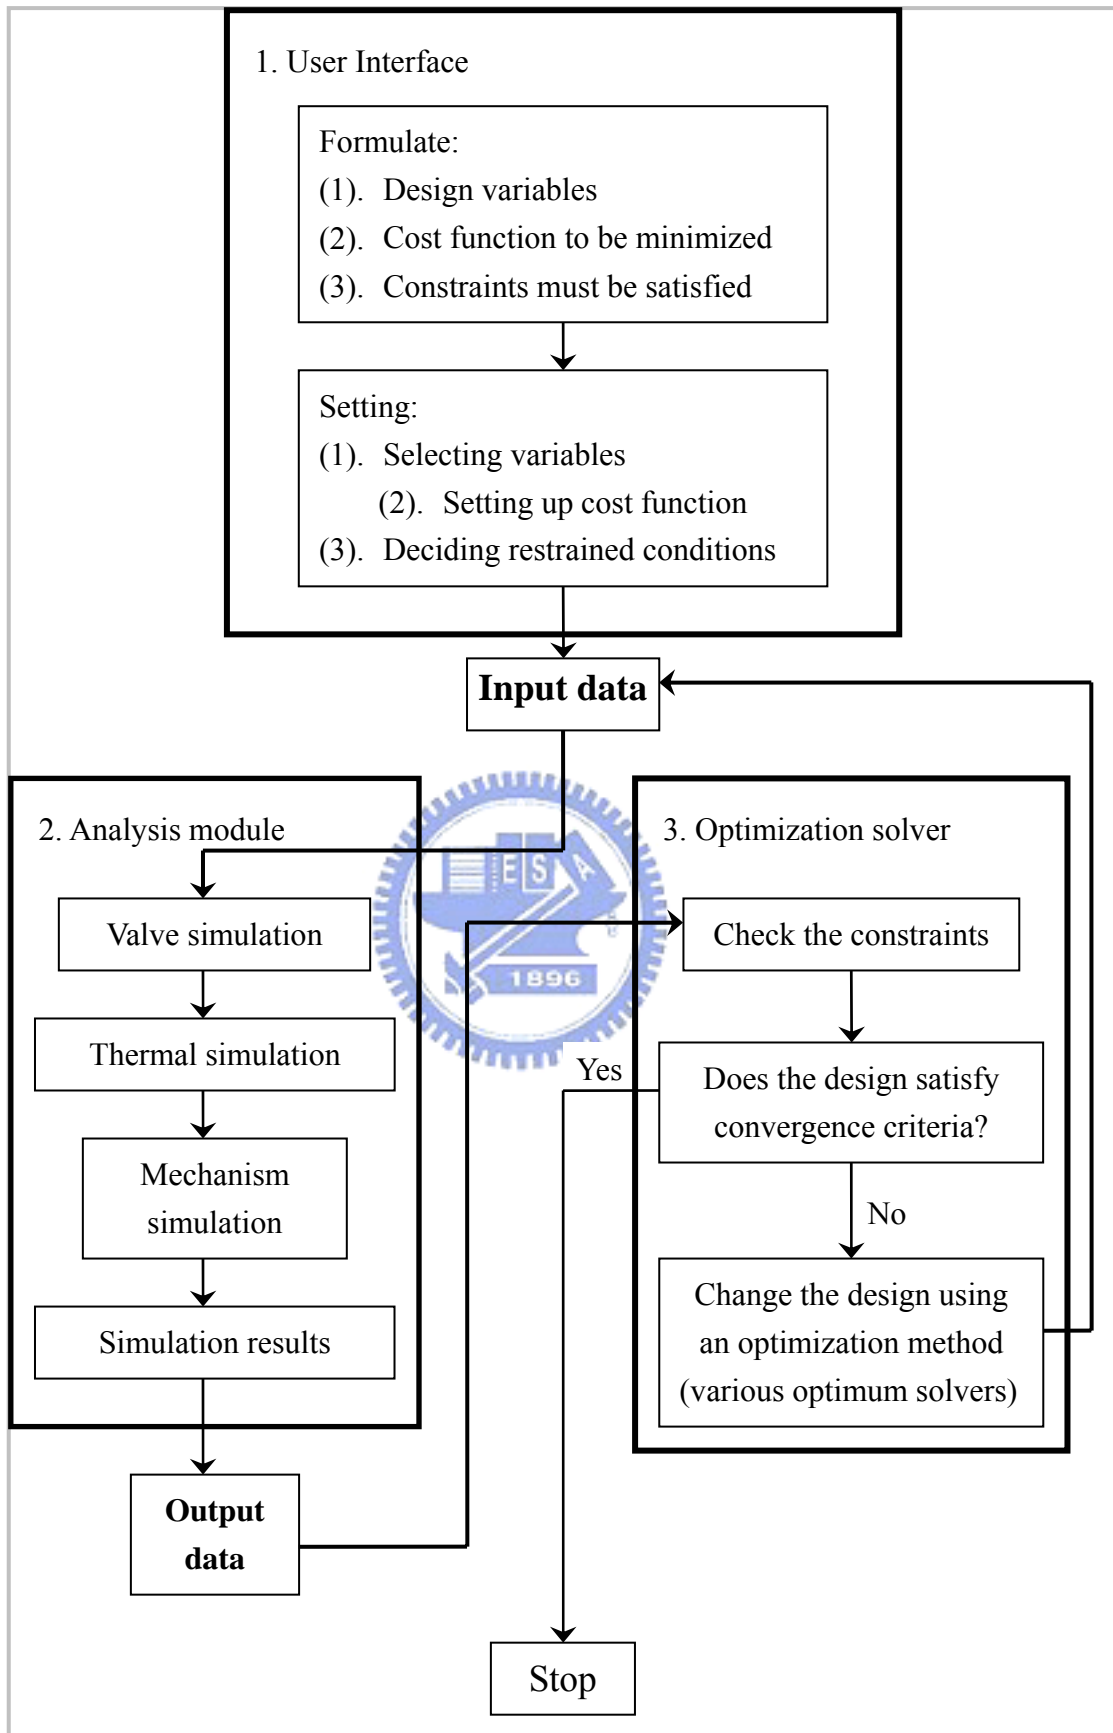 1. User Interface
Formulate:
(1). Design variables
(2). Cost function to be minimized
(3). Constraints must be satisfied
Setting:
(1). Selecting variables
(2). Setting up cost function
(3). Deciding restrained conditions
Input data
2. Analysis module
Valve simulation
Thermal simulation
Mechanism
simulation
Simulation results
Output
data
E S A
1896
3. Optimization solver
Check the constraints
Does the design satisfy
convergence criteria?
Yes
No
Change the design using
an optimization method
(various optimum solvers)
Stop